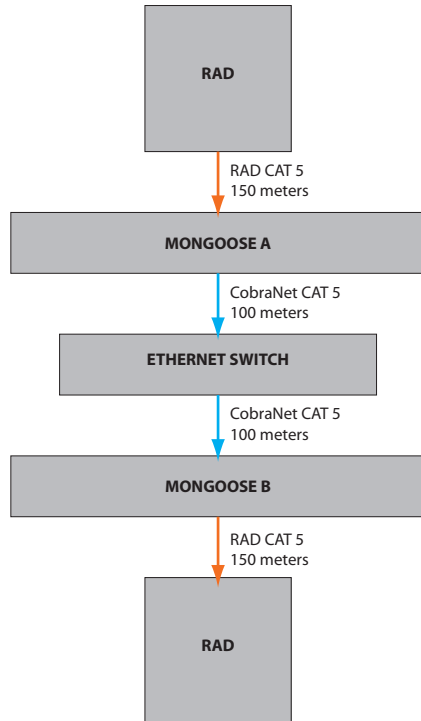 RAD
RAD CAT 5
150 meters
MONGOOSE A
CobraNet CAT 5
100 meters
ETHERNET SWITCH
CobraNet CAT 5
100 meters
MONGOOSE B
RAD CAT 5
150 meters
RAD